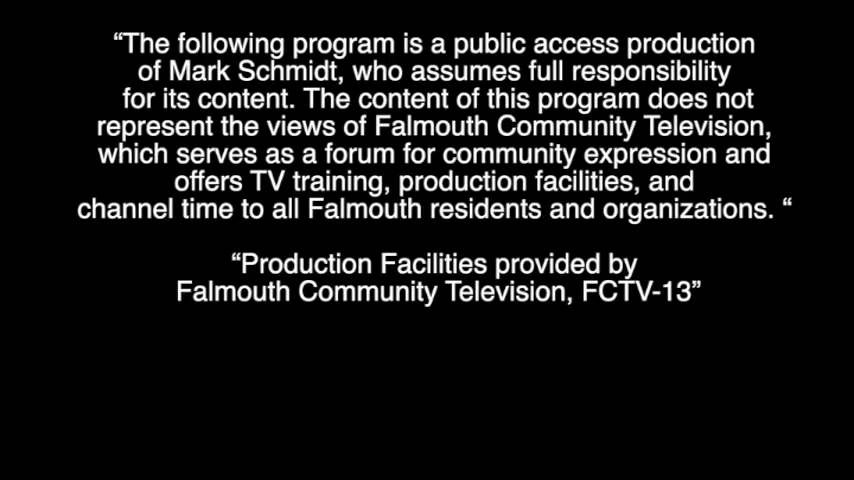 “The following program is a public access production
of Mark Schmidt, who assumes full responsibility
for its content. The content of this program does not
represent the views of Falmouth Community Television,
which serves as a forum for community expression and
offers TV training, production facilities, and
channel time to all Falmouth residents and organizations. “
“Production Facilities provided by
Falmouth Community Television, FCTV-13”